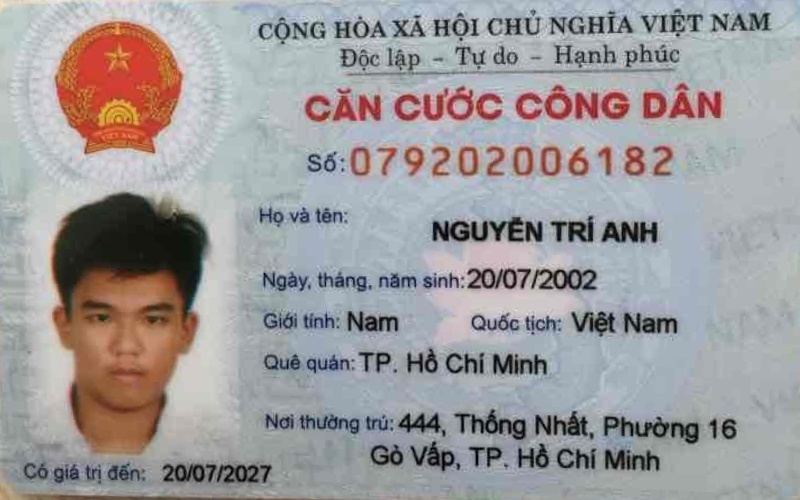 CỘNG HÒA XÃ HỘI CHỦ NGHĨA VIỆT NAM
Độc lập - Tự do - Hạnh phúc
CĂN CƯỚC CÔNG DÂN
Số: 079202006182
Họ và tên: NGUYỄN TRÍ ANH
Ngày, tháng, năm sinh: 20/07/2002
Giới tính: Nam Quốc tịch: Việt Nam
Quê quán: TP. Hồ Chí Minh
Nơi thường trú: 444, Thống Nhất, Phường 16
Gò Vấp, TP. Hồ Chí Minh
Có giá trị đến: 20/07/2027
VIỆT NAM